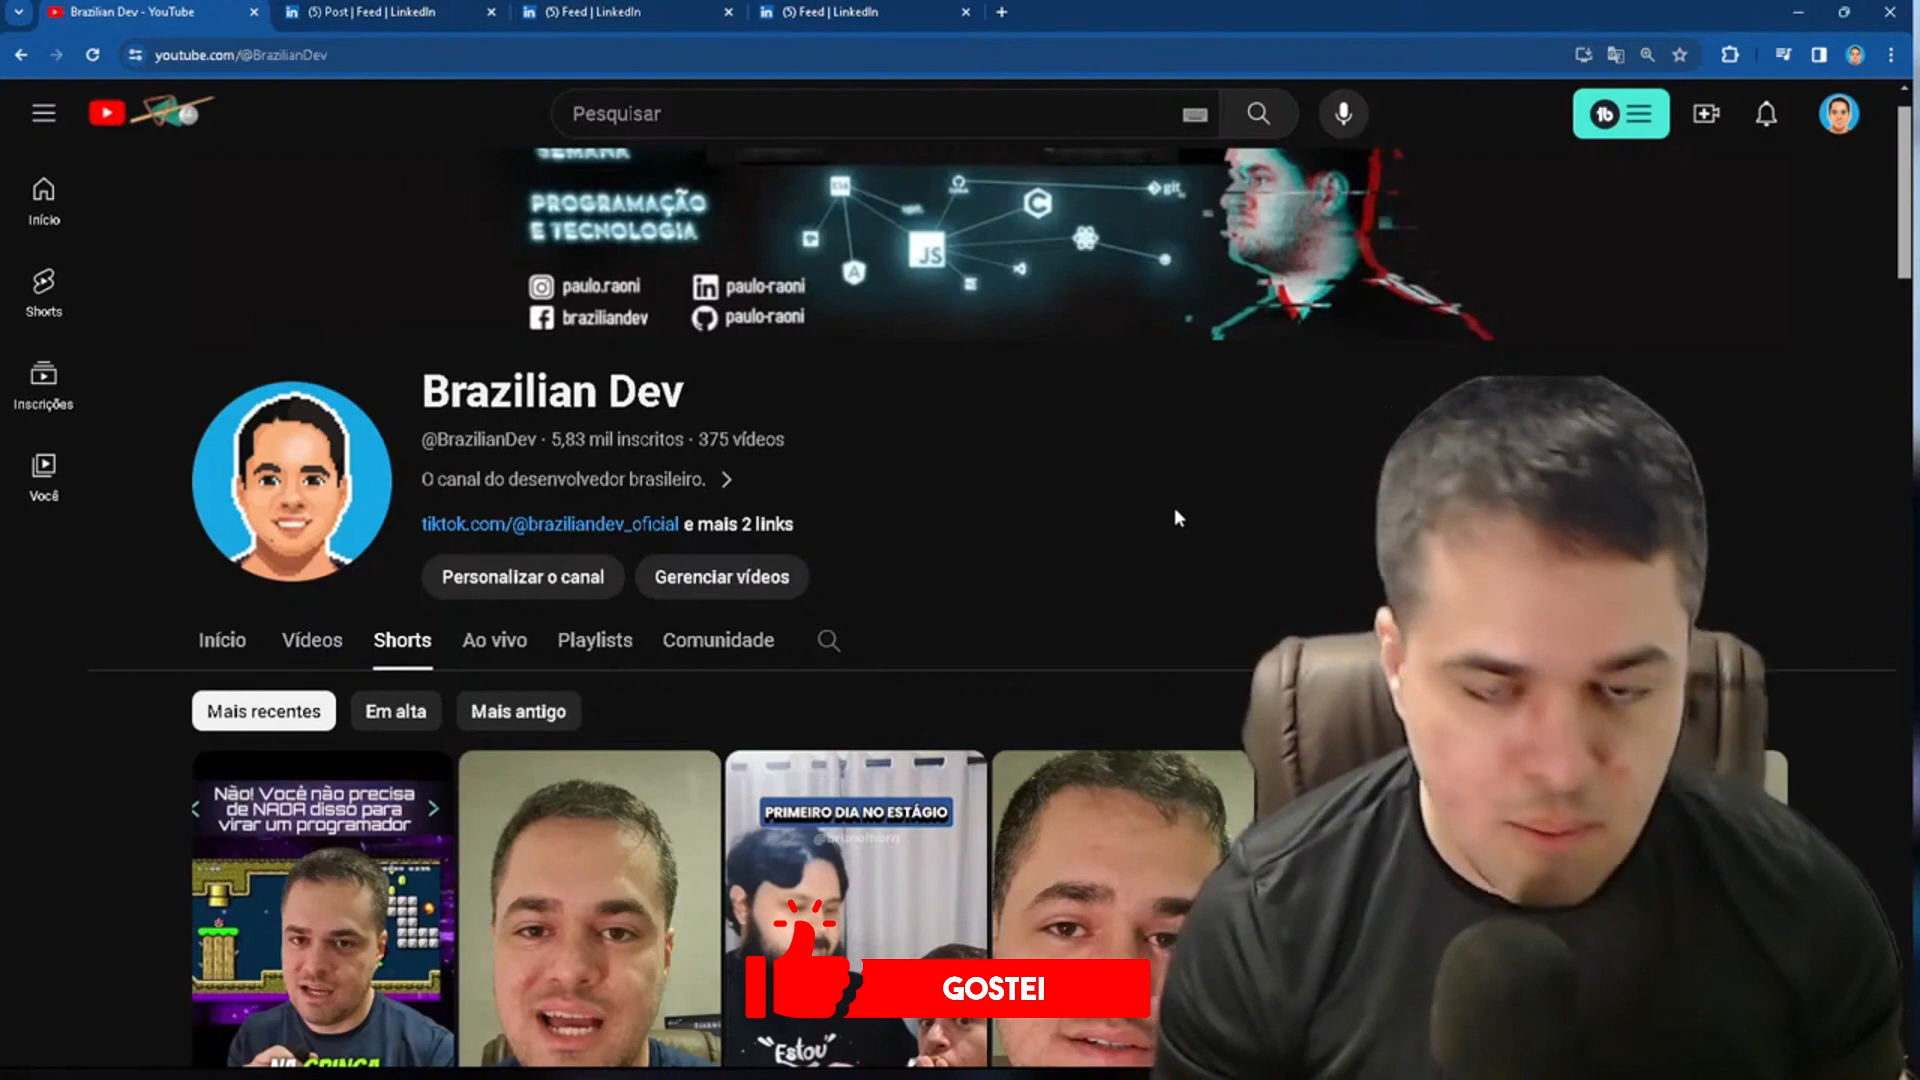 Brazilian Dev - YouTube
(5) Post | Feed | LinkedIn
(5) Feed | LinkedIn
(5) Feed | LinkedIn
youtube.com/@BrazilianDev
Pesquisar
SEMANA
PROGRAMAÇÃO
E TECNOLOGIA
JS
git
paulo.raoni
paulo-raoni
braziliandev
paulo-raoni
Início
Shorts
Inscrições
Você
Brazilian Dev
@BrazilianDev · 5,83 mil inscritos · 375 vídeos
O canal do desenvolvedor brasileiro.
tiktok.com/@braziliandev_oficial e mais 2 links
Personalizar o canal
Gerenciar vídeos
Início
Vídeos
Shorts
Ao vivo
Playlists
Comunidade
Mais recentes
Em alta
Mais antigo
Não! Você não precisa
de NADA disso para
virar um programador
NA GRINGA
PRIMEIRO DIA NO ESTÁGIO
"Estou
GOSTEI